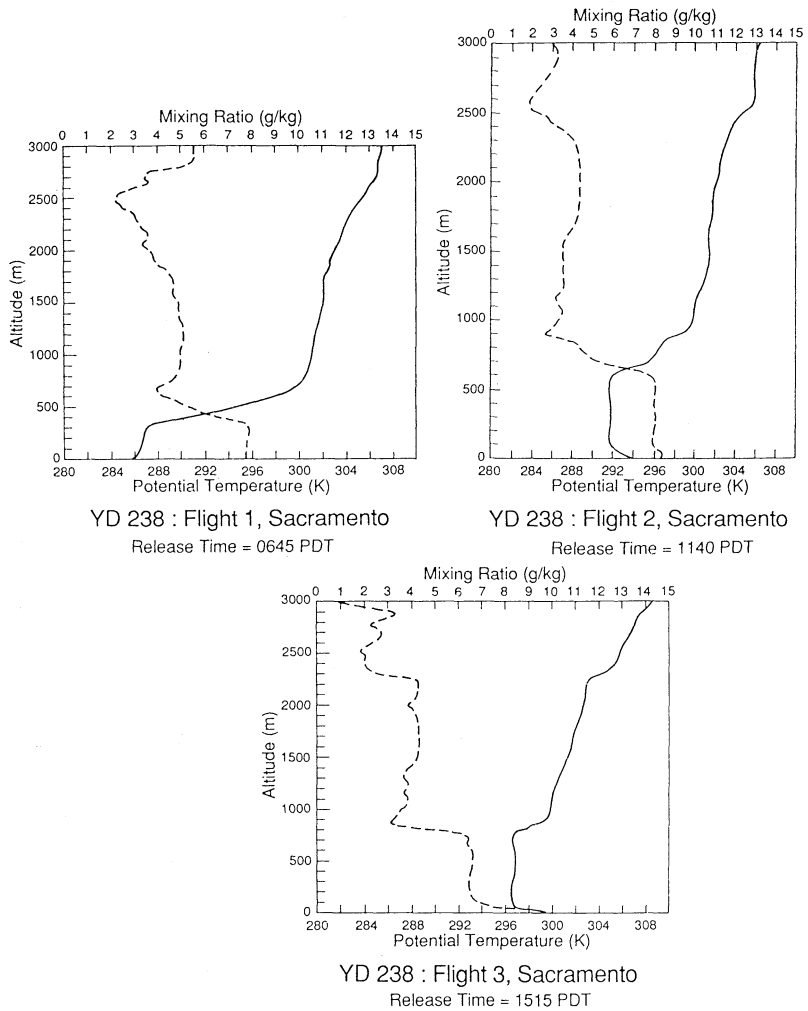 Mixing Ratio (g/kg)
0 1 2 3 4 5 6 7 8 9 10 11 12 13 14 15
3000
2500
2000
1500
1000
500
0
Altitude (m)
280 284 288 292 296 300 304 308
Potential Temperature (K)
YD 238 : Flight 1, Sacramento
Release Time = 0645 PDT
Mixing Ratio (g/kg)
0 1 2 3 4 5 6 7 8 9 10 11 12 13 14 15
3000
2500
2000
1500
1000
500
0
Altitude (m)
280 284 288 292 296 300 304 308
Potential Temperature (K)
YD 238 : Flight 2, Sacramento
Release Time = 1140 PDT
Mixing Ratio (g/kg)
0 1 2 3 4 5 6 7 8 9 10 11 12 13 14 15
3000
2500
2000
1500
1000
500
0
Altitude (m)
280 284 288 292 296 300 304 308
Potential Temperature (K)
YD 238 : Flight 3, Sacramento
Release Time = 1515 PDT